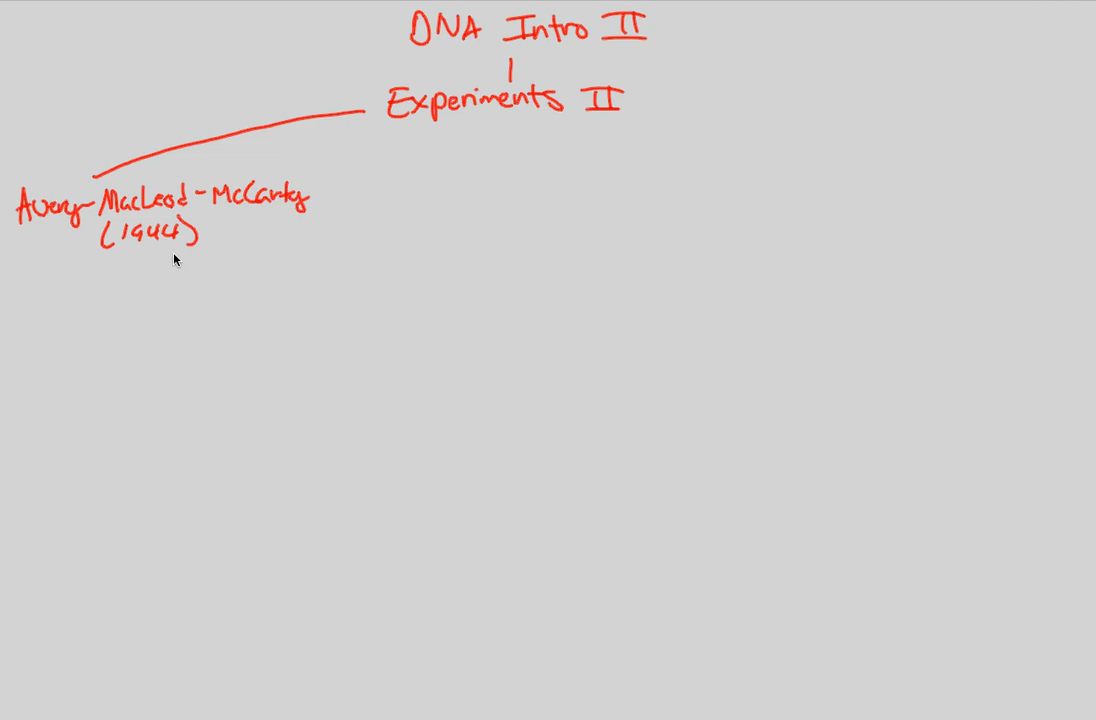 DNA Intro II
Experiments II
Avery-MacLeod-McCarty
(1944)